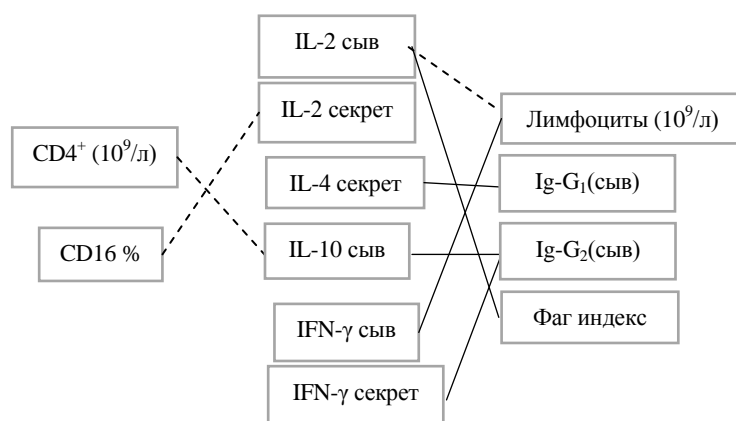 IL-2 сыв
IL-2 секрет
Лимфоциты (10⁹/л)
CD4⁺ (10⁹/л)
IL-4 секрет
Ig-G₁(сыв)
CD16 %
IL-10 сыв
Ig-G₂(сыв)
IFN-γ сыв
Фаг индекс
IFN-γ секрет